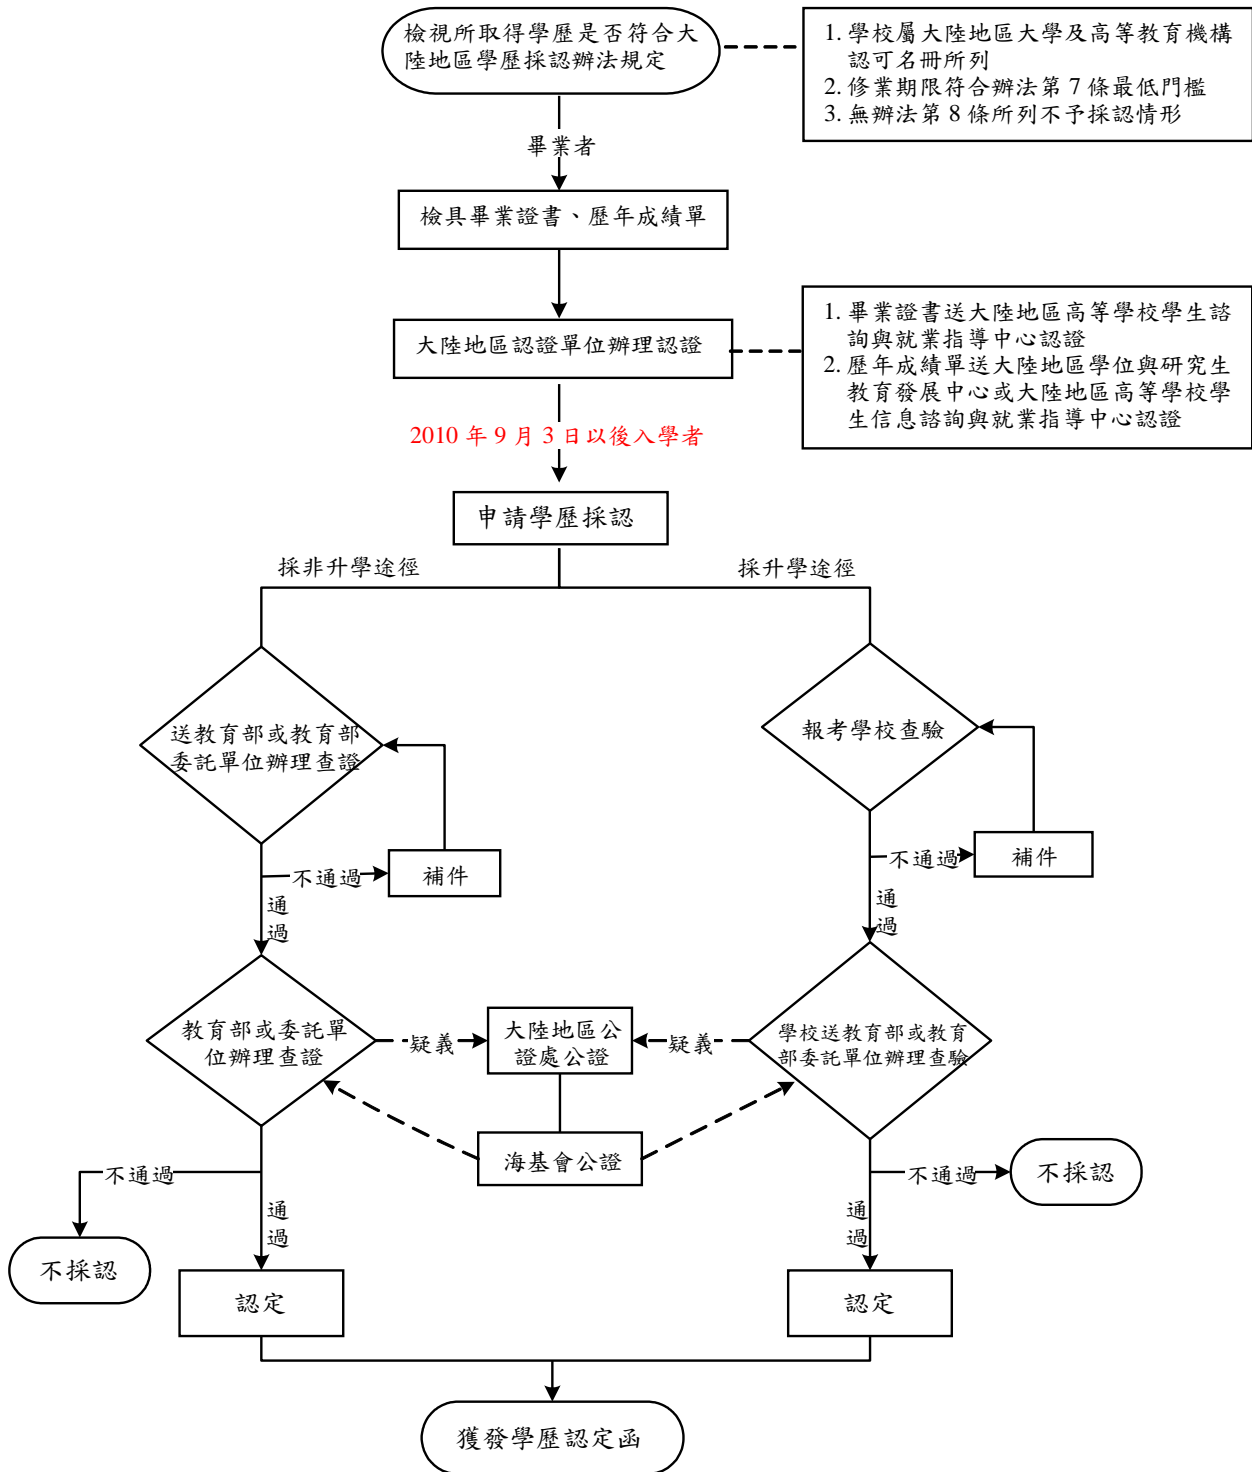 檢視所取得學歷是否符合大
陸地區學歷採認辦法規定
1. 學校屬大陸地區大學及高等教育機構
認可名冊所列
2. 修業期限符合辦法第 7 條最低門檻
3. 無辦法第 8 條所列不予採認情形
畢業者
檢具畢業證書、歷年成績單
大陸地區認證單位辦理認證
1. 畢業證書送大陸地區高等學校學生諮
詢與就業指導中心認證
2. 歷年成績單送大陸地區學位與研究生
教育發展中心或大陸地區高等學校學
生信息諮詢與就業指導中心認證
2010 年 9 月 3 日以後入學者
申請學歷採認
採非升學途徑
採升學途徑
送教育部或教育部
委託單位辦理查證
報考學校查驗
不通過
補件
不通過
補件
通
過
通
過
教育部或委託單
位辦理查證
疑義
大陸地區公
證處公證
疑義
學校送教育部或教育
部委託單位辦理查驗
海基會公證
不通過
不採認
通
過
認定
不通過
不採認
通
過
認定
獲發學歷認定函